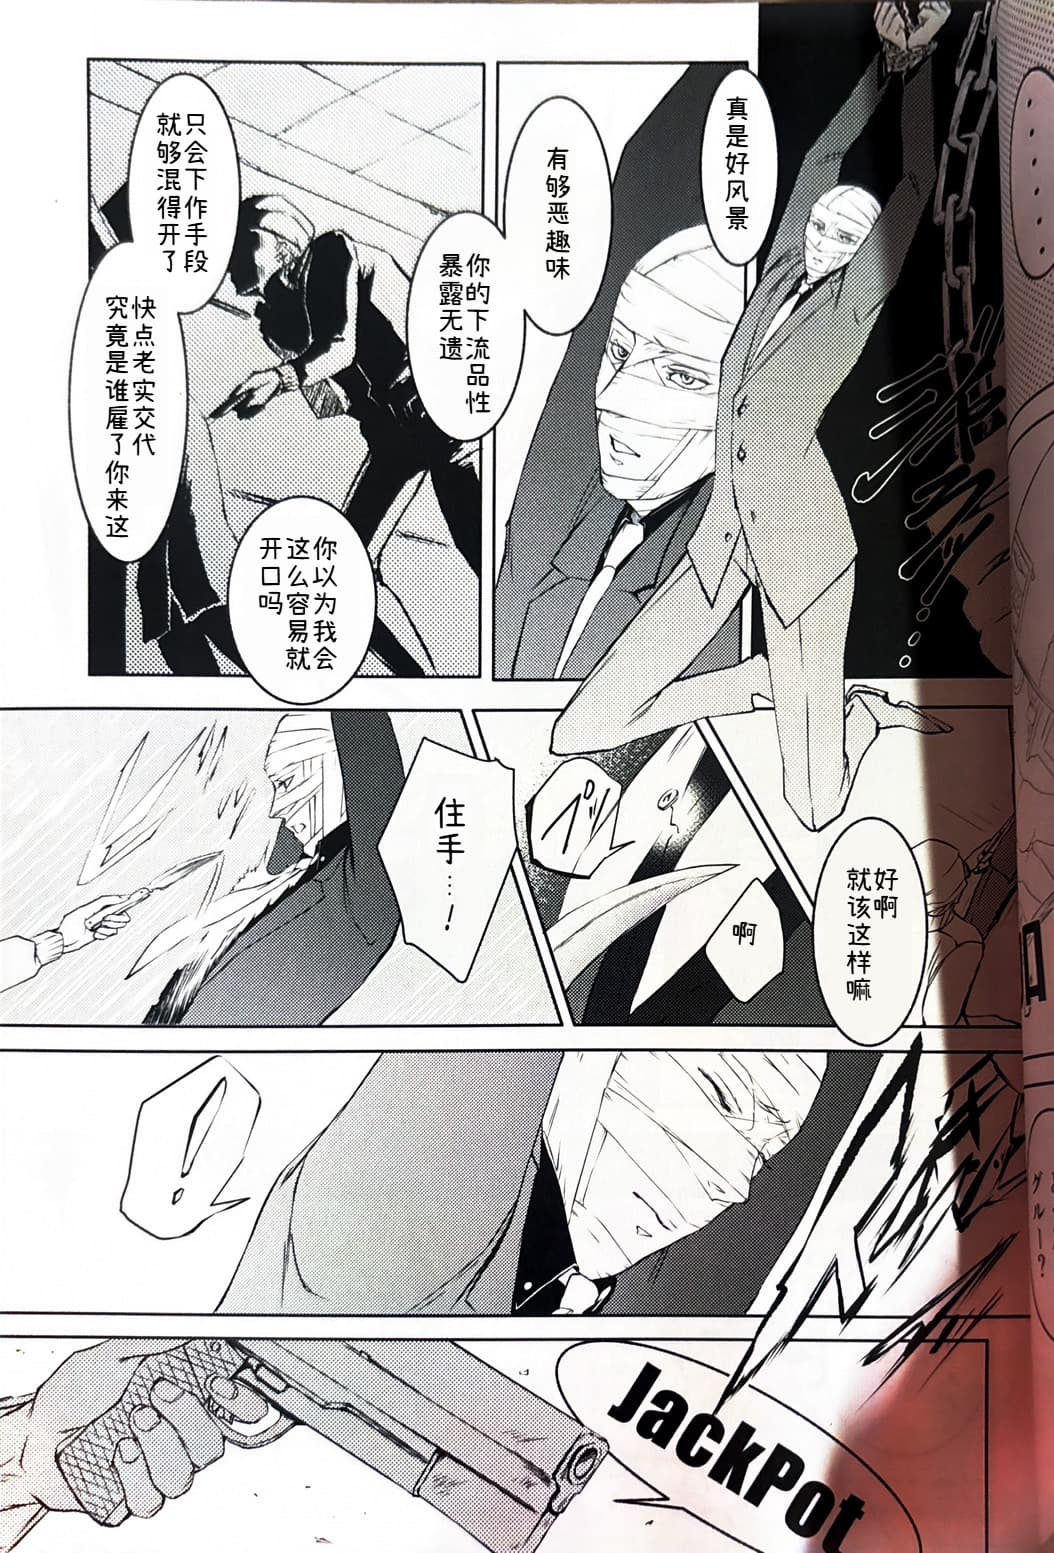 真是好风景
有够恶趣味
你的下流品性
暴露无遗
只会下作手段
就够混得开了
快点老实交代
究竟是谁雇了你来这
你以为我会
这么容易就
开口吗
好啊
就该这样嘛
啊
住手…!
!
JackPot
グルー?